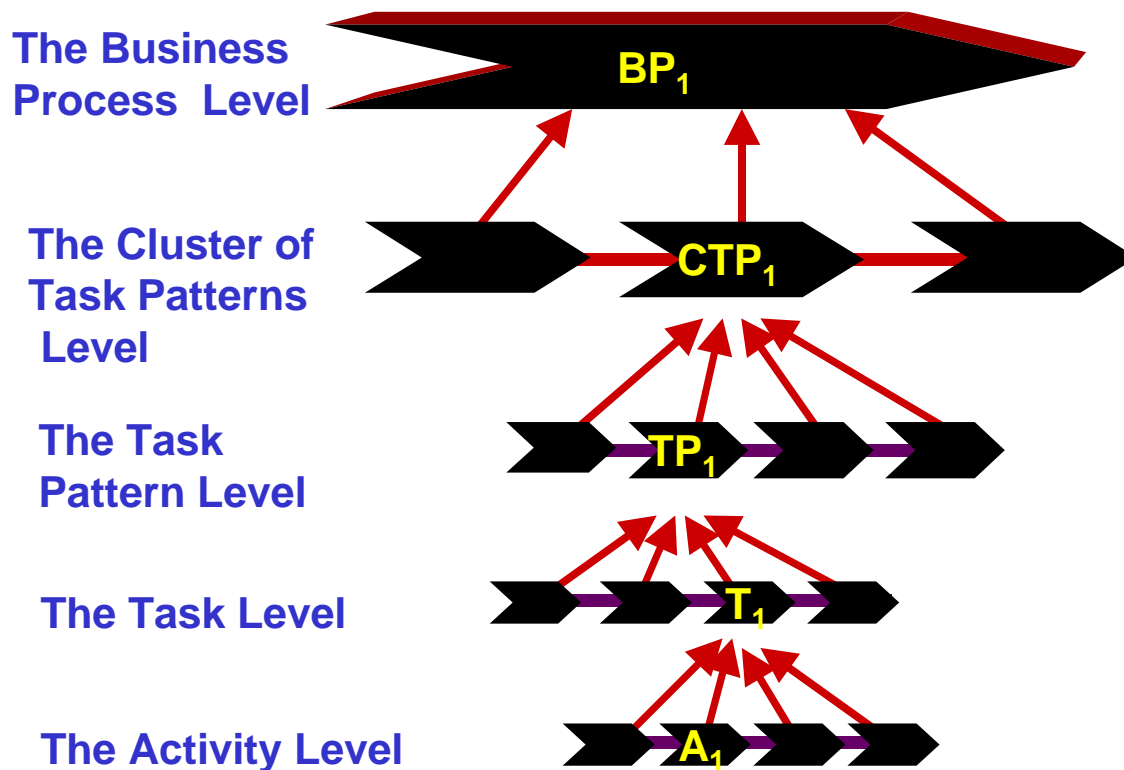 The Business
Process Level
BP₁
The Cluster of
Task Patterns
Level
CTP₁
The Task
Pattern Level
TP₁
The Task Level
T₁
The Activity Level
A₁